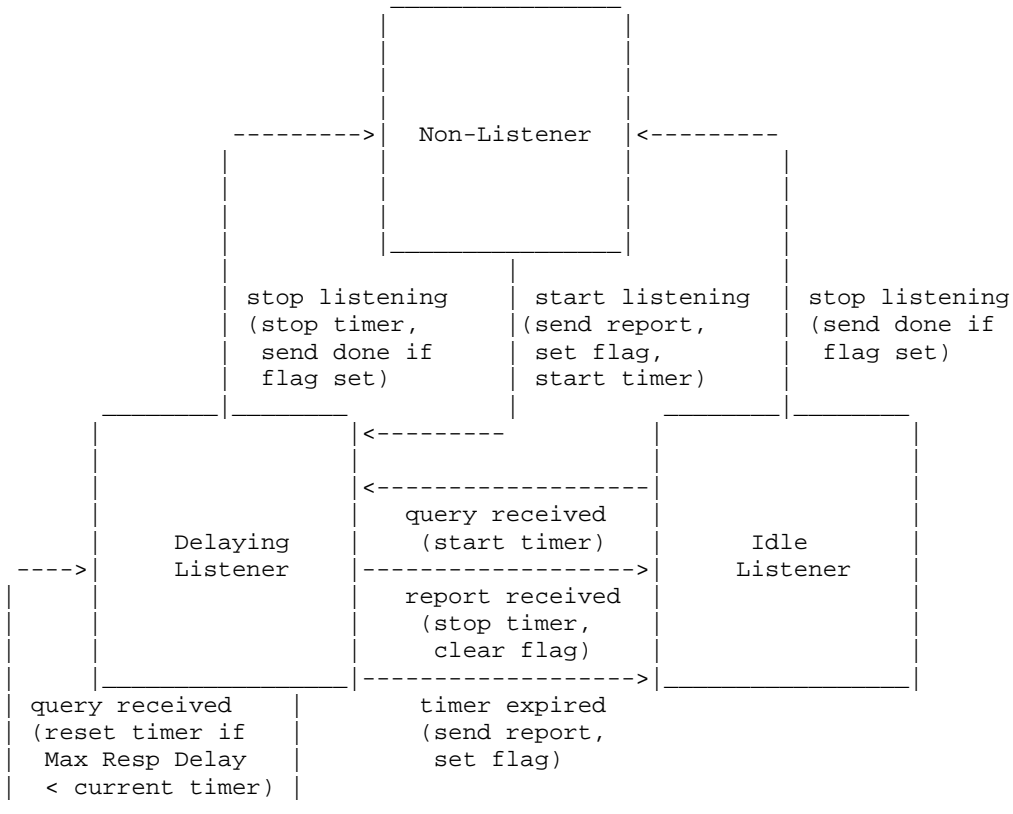 Non-Listener
stop listening
(stop timer,
send done if
flag set)
start listening
(send report,
set flag,
start timer)
stop listening
(send done if
flag set)
query received
(start timer)
Delaying
Listener
Idle
Listener
report received
(stop timer,
clear flag)
query received
(reset timer if
Max Resp Delay
< current timer)
timer expired
(send report,
set flag)